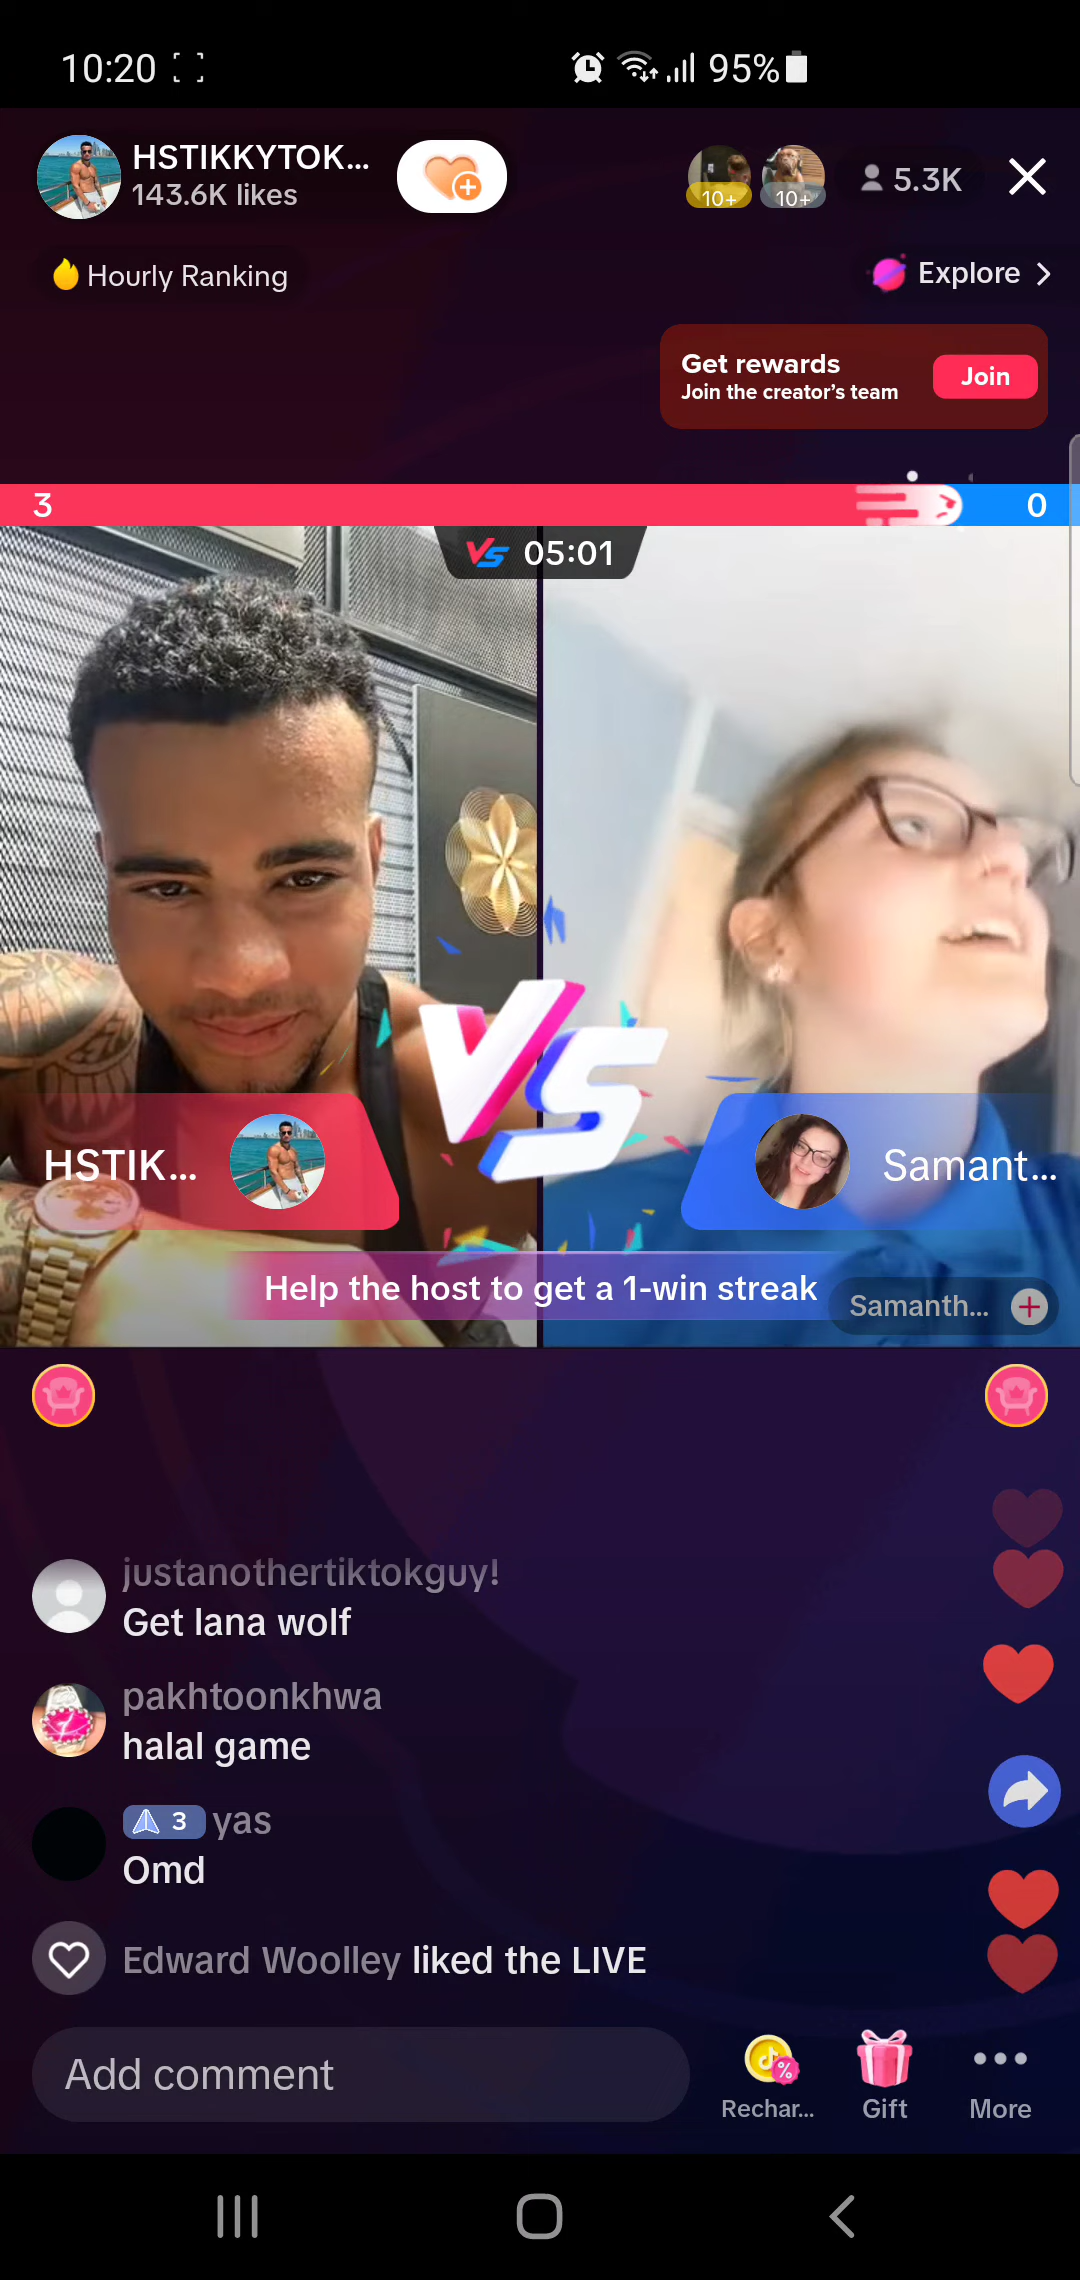 10:20
95%
HSTIKKYTOK...
143.6K likes
10+
10+
5.3K
Hourly Ranking
Explore
Get rewards
Join the creator's team
Join
3
0
VS 05:01
VS
HSTIK...
Samant...
Help the host to get a 1-win streak
Samanth...
justanothertiktokguy!
Get lana wolf
pakhtoonkhwa
halal game
3 yas
Omd
Edward Woolley liked the LIVE
Add comment
Rechar...
Gift
More